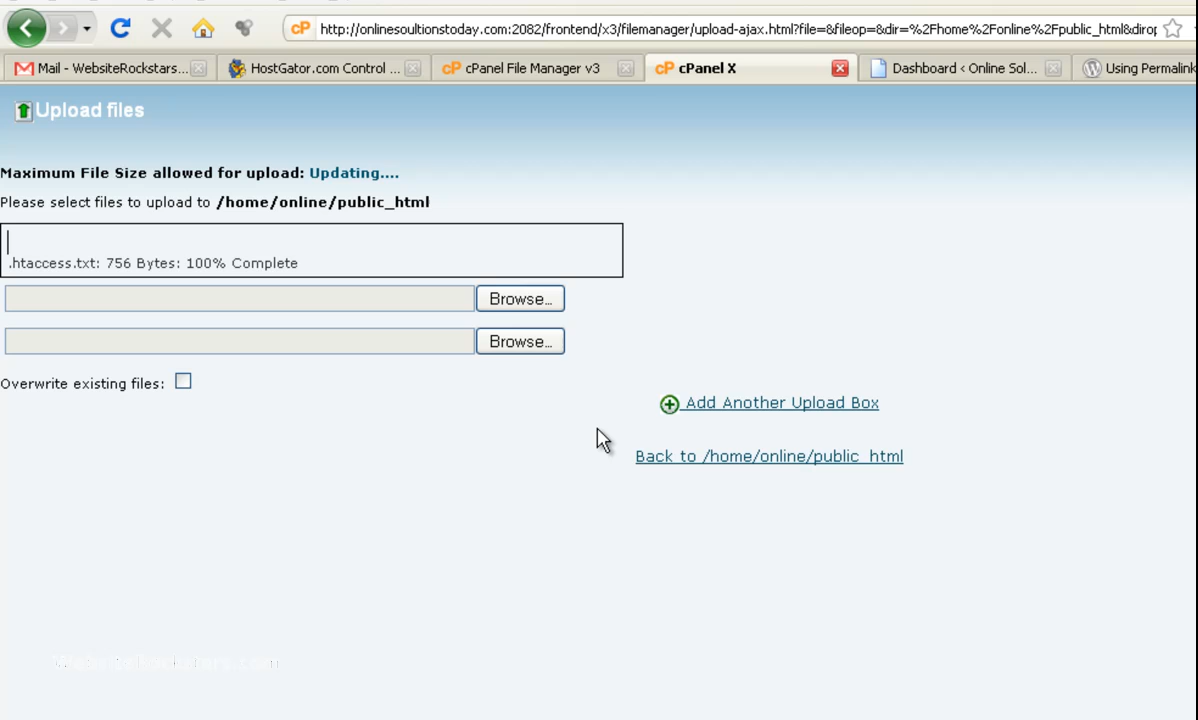 http://onlinesoultionstoday.com:2082/frontend/x3/filemanager/upload-ajax.html?file=&fileop=&dir=%2Fhome%2Fonline%2Fpublic_html&dirop
Mail - WebsiteRockstars... HostGator.com Control ... cPanel File Manager v3 cPanel X Dashboard < Online Sol... Using Permalink
Upload files
Maximum File Size allowed for upload: Updating....
Please select files to upload to /home/online/public_html
.htaccess.txt: 756 Bytes: 100% Complete
Browse...
Browse...
Overwrite existing files:
Add Another Upload Box
Back to /home/online/public_html